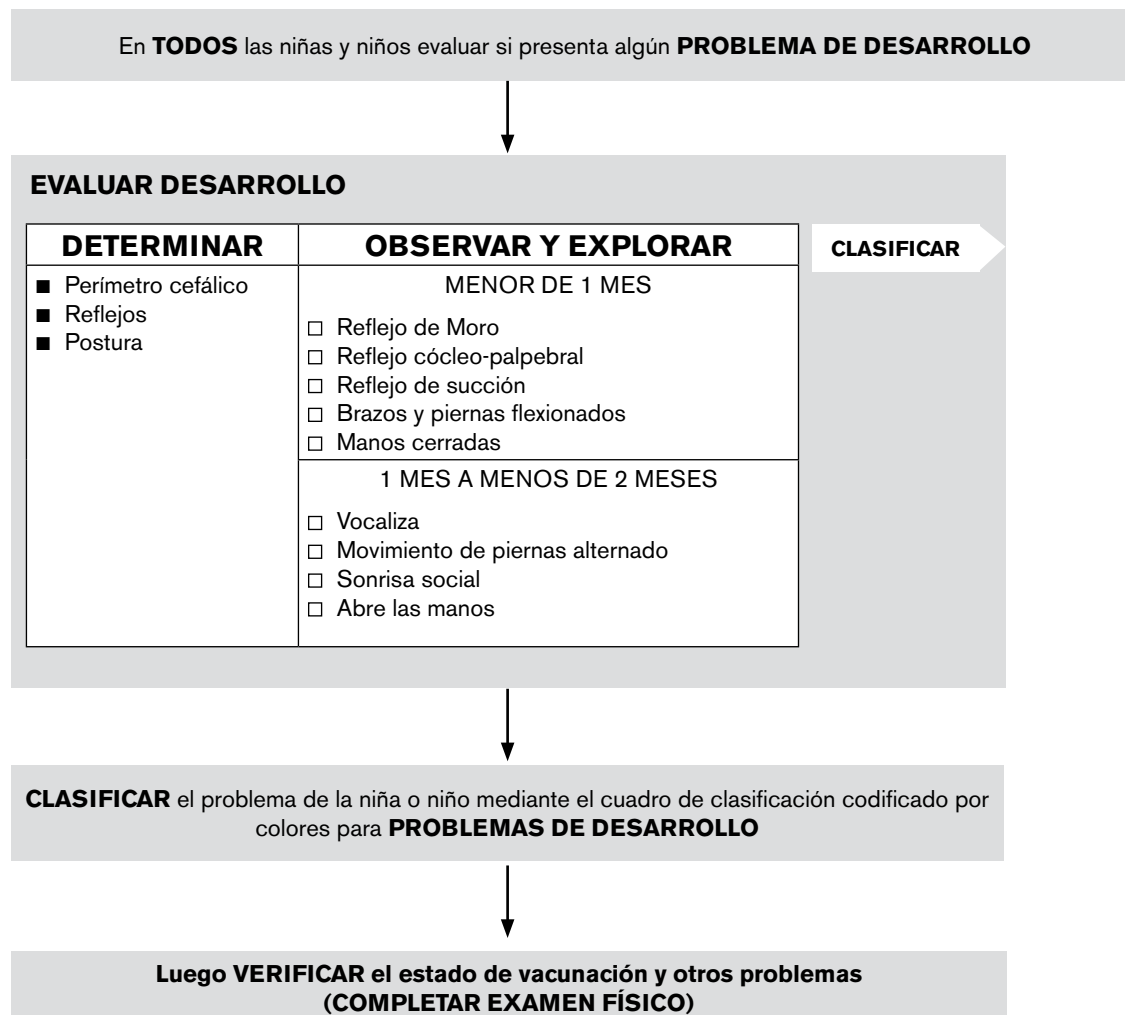 En TODOS las niñas y niños evaluar si presenta algún PROBLEMA DE DESARROLLO
EVALUAR DESARROLLO
DETERMINAR
■ Perímetro cefálico
■ Reflejos
■ Postura
OBSERVAR Y EXPLORAR
MENOR DE 1 MES
□ Reflejo de Moro
□ Reflejo cócleo-palpebral
□ Reflejo de succión
□ Brazos y piernas flexionados
□ Manos cerradas
1 MES A MENOS DE 2 MESES
□ Vocaliza
□ Movimiento de piernas alternado
□ Sonrisa social
□ Abre las manos
CLASIFICAR
CLASIFICAR el problema de la niña o niño mediante el cuadro de clasificación codificado por
colores para PROBLEMAS DE DESARROLLO
Luego VERIFICAR el estado de vacunación y otros problemas
(COMPLETAR EXAMEN FÍSICO)